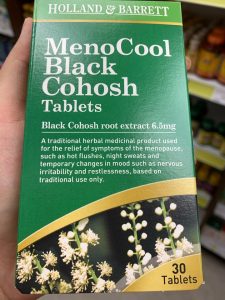 HOLLAND & BARRETT
MenoCool
Black
Cohosh
Tablets
Black Cohosh root extract 6.5mg
A traditional herbal medicinal product used
for the relief of symptoms of the menopause,
such as hot flushes, night sweats and
temporary changes in mood such as nervous
irritability and restlessness, based on
traditional use only.
30
Tablets